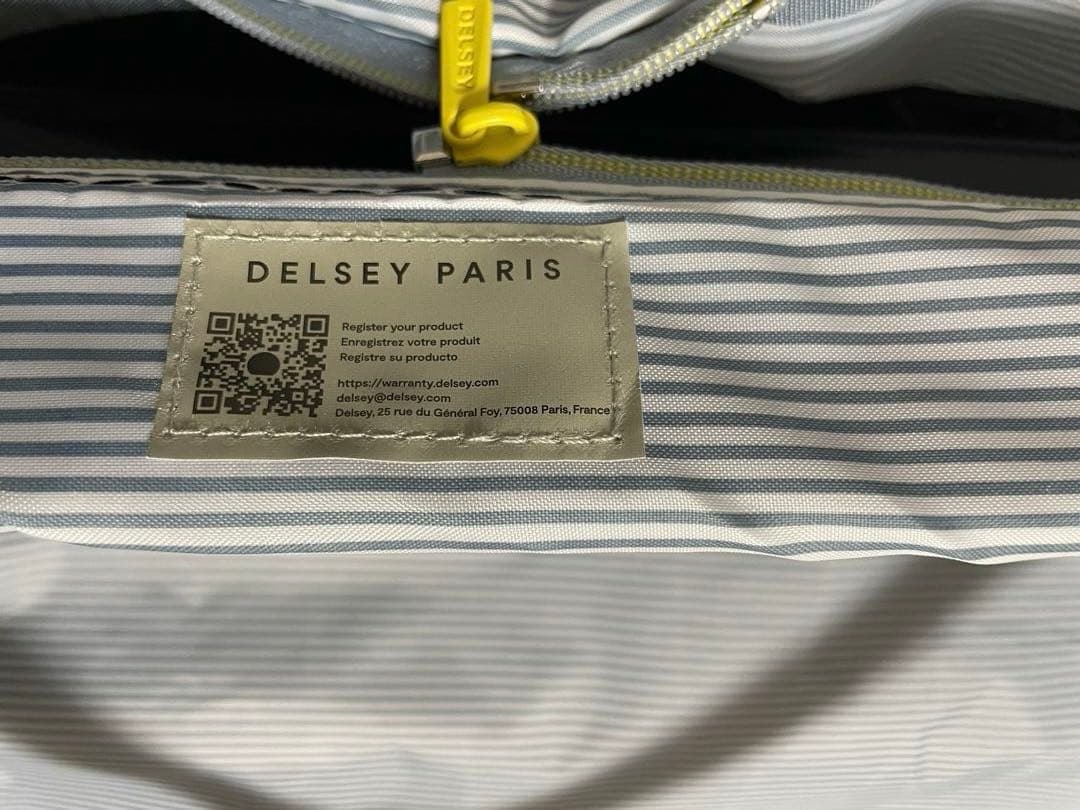 DELSEY
DELSEY PARIS
Register your product
Enregistrez votre produit
Registre su producto
https://warranty.delsey.com
delsey@delsey.com
Delsey, 25 rue du Général Foy, 75008 Paris, France